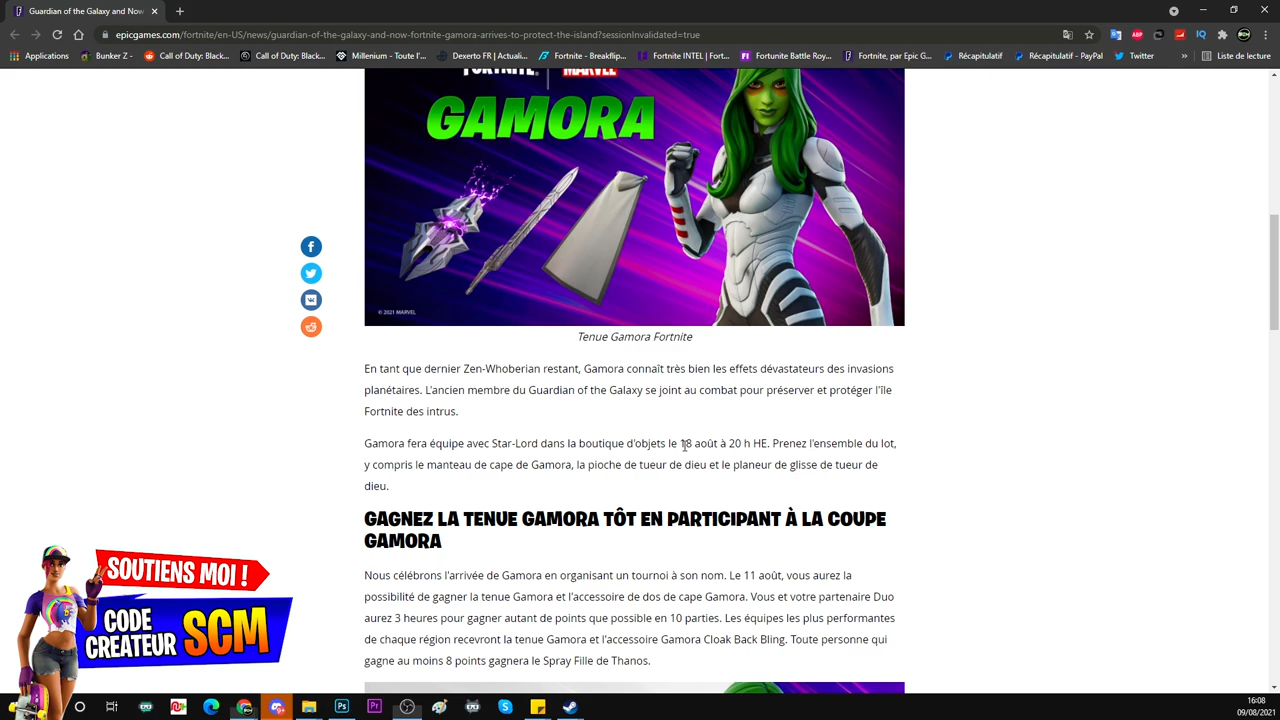 Guardian of the Galaxy and Now
epicgames.com/fortnite/en-US/news/guardian-of-the-galaxy-and-now-fortnite-gamora-arrives-to-protect-the-island?sessionInvalidated=true
Applications
Bunker Z -
Call of Duty: Black...
Call of Duty: Black...
Millenium - Toute l'...
Dexerto FR | Actuali...
Fortnite - Breakflip...
Fortnite INTEL | Fort...
Fortunite Battle Roy...
Fortnite, par Epic G...
Récapitulatif
Récapitulatif - PayPal
Twitter
»
Liste de lecture
FORTNITE | MARVEL
GAMORA
© 2021 MARVEL
Tenue Gamora Fortnite
En tant que dernier Zen-Whoberian restant, Gamora connaît très bien les effets dévastateurs des invasions
planétaires. L'ancien membre du Guardian of the Galaxy se joint au combat pour préserver et protéger l'île
Fortnite des intrus.
Gamora fera équipe avec Star-Lord dans la boutique d'objets le 18 août à 20 h HE. Prenez l'ensemble du lot,
y compris le manteau de cape de Gamora, la pioche de tueur de dieu et le planeur de glisse de tueur de
dieu.
GAGNEZ LA TENUE GAMORA TÔT EN PARTICIPANT À LA COUPE
GAMORA
Nous célébrons l'arrivée de Gamora en organisant un tournoi à son nom. Le 11 août, vous aurez la
possibilité de gagner la tenue Gamora et l'accessoire de dos de cape Gamora. Vous et votre partenaire Duo
aurez 3 heures pour gagner autant de points que possible en 10 parties. Les équipes les plus performantes
de chaque région recevront la tenue Gamora et l'accessoire Gamora Cloak Back Bling. Toute personne qui
gagne au moins 8 points gagnera le Spray Fille de Thanos.
SOUTIENS MOI !
CODE
CREATEUR SCM
16:08
09/08/2021